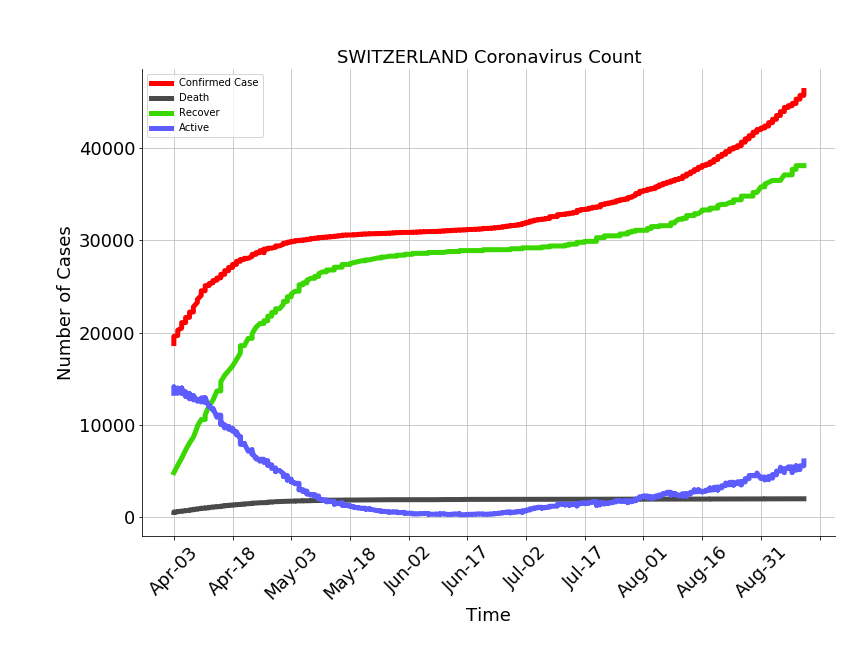 SWITZERLAND Coronavirus Count
Confirmed Case
Death
Recover
Active
Number of Cases
40000
30000
20000
10000
0
Apr-03
Apr-18
May-03
May-18
Jun-02
Jun-17
Jul-02
Jul-17
Aug-01
Aug-16
Aug-31
Time